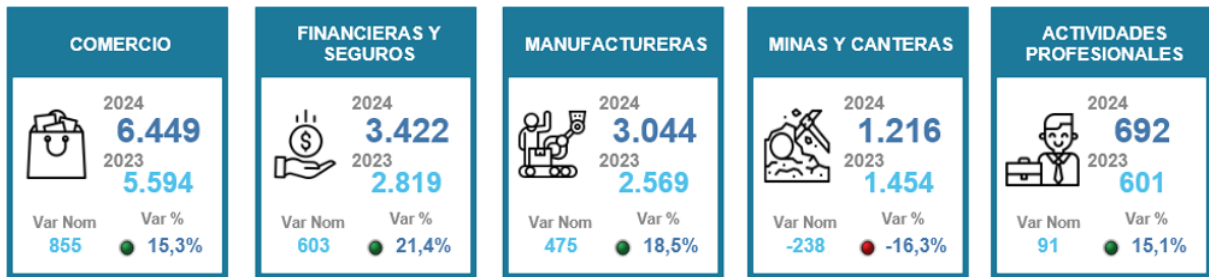 COMERCIO
2024
6.449
2023
5.594
Var Nom Var %
855 15,3%
FINANCIERAS Y
SEGUROS
2024
3.422
2023
2.819
Var Nom Var %
603 21,4%
MANUFACTURERAS
2024
3.044
2023
2.569
Var Nom Var %
475 18,5%
MINAS Y CANTERAS
2024
1.216
2023
1.454
Var Nom Var %
-238 -16,3%
ACTIVIDADES
PROFESIONALES
2024
692
2023
601
Var Nom Var %
91 15,1%